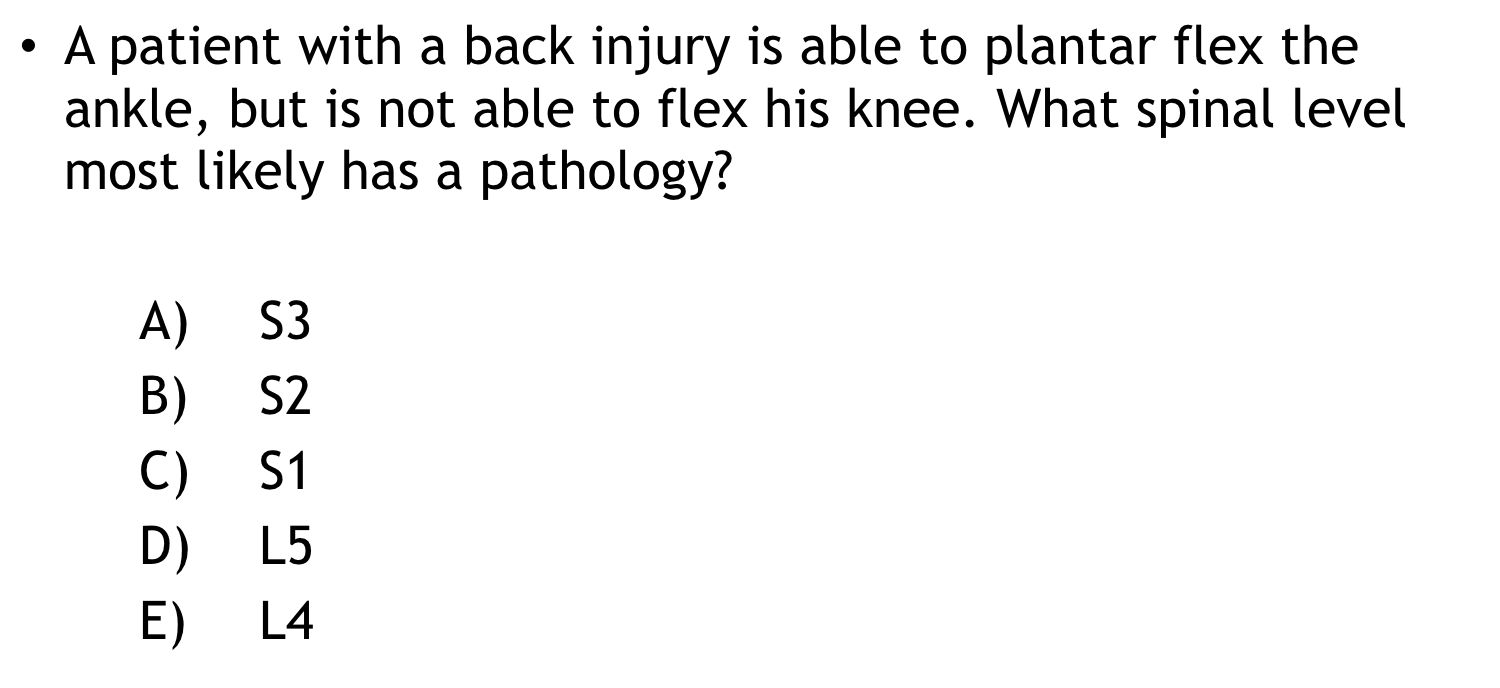 • A patient with a back injury is able to plantar flex the
ankle, but is not able to flex his knee. What spinal level
most likely has a pathology?
A) S3
B) S2
C) S1
D) L5
E) L4